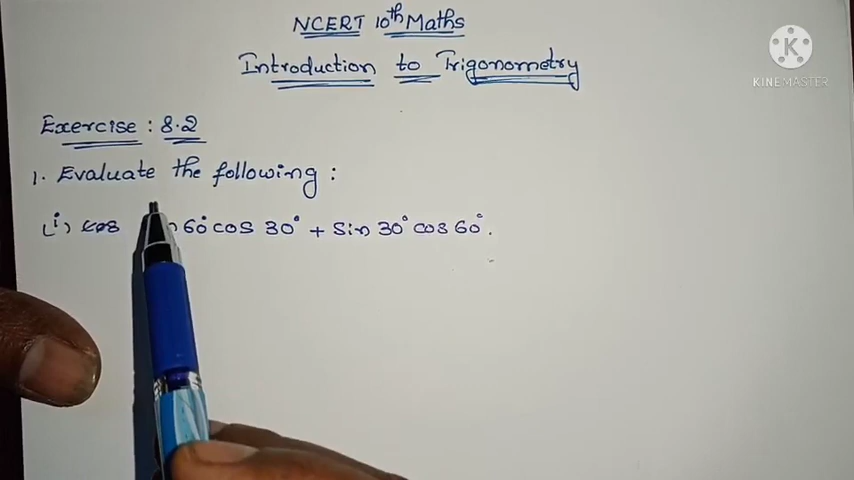 NCERT 10th Maths
Introduction to Trigonometry
K
KINEMASTER
Exercise : 8.2
1. Evaluate the following :
(i) 60° cos 30° + sin 30° cos 60°.